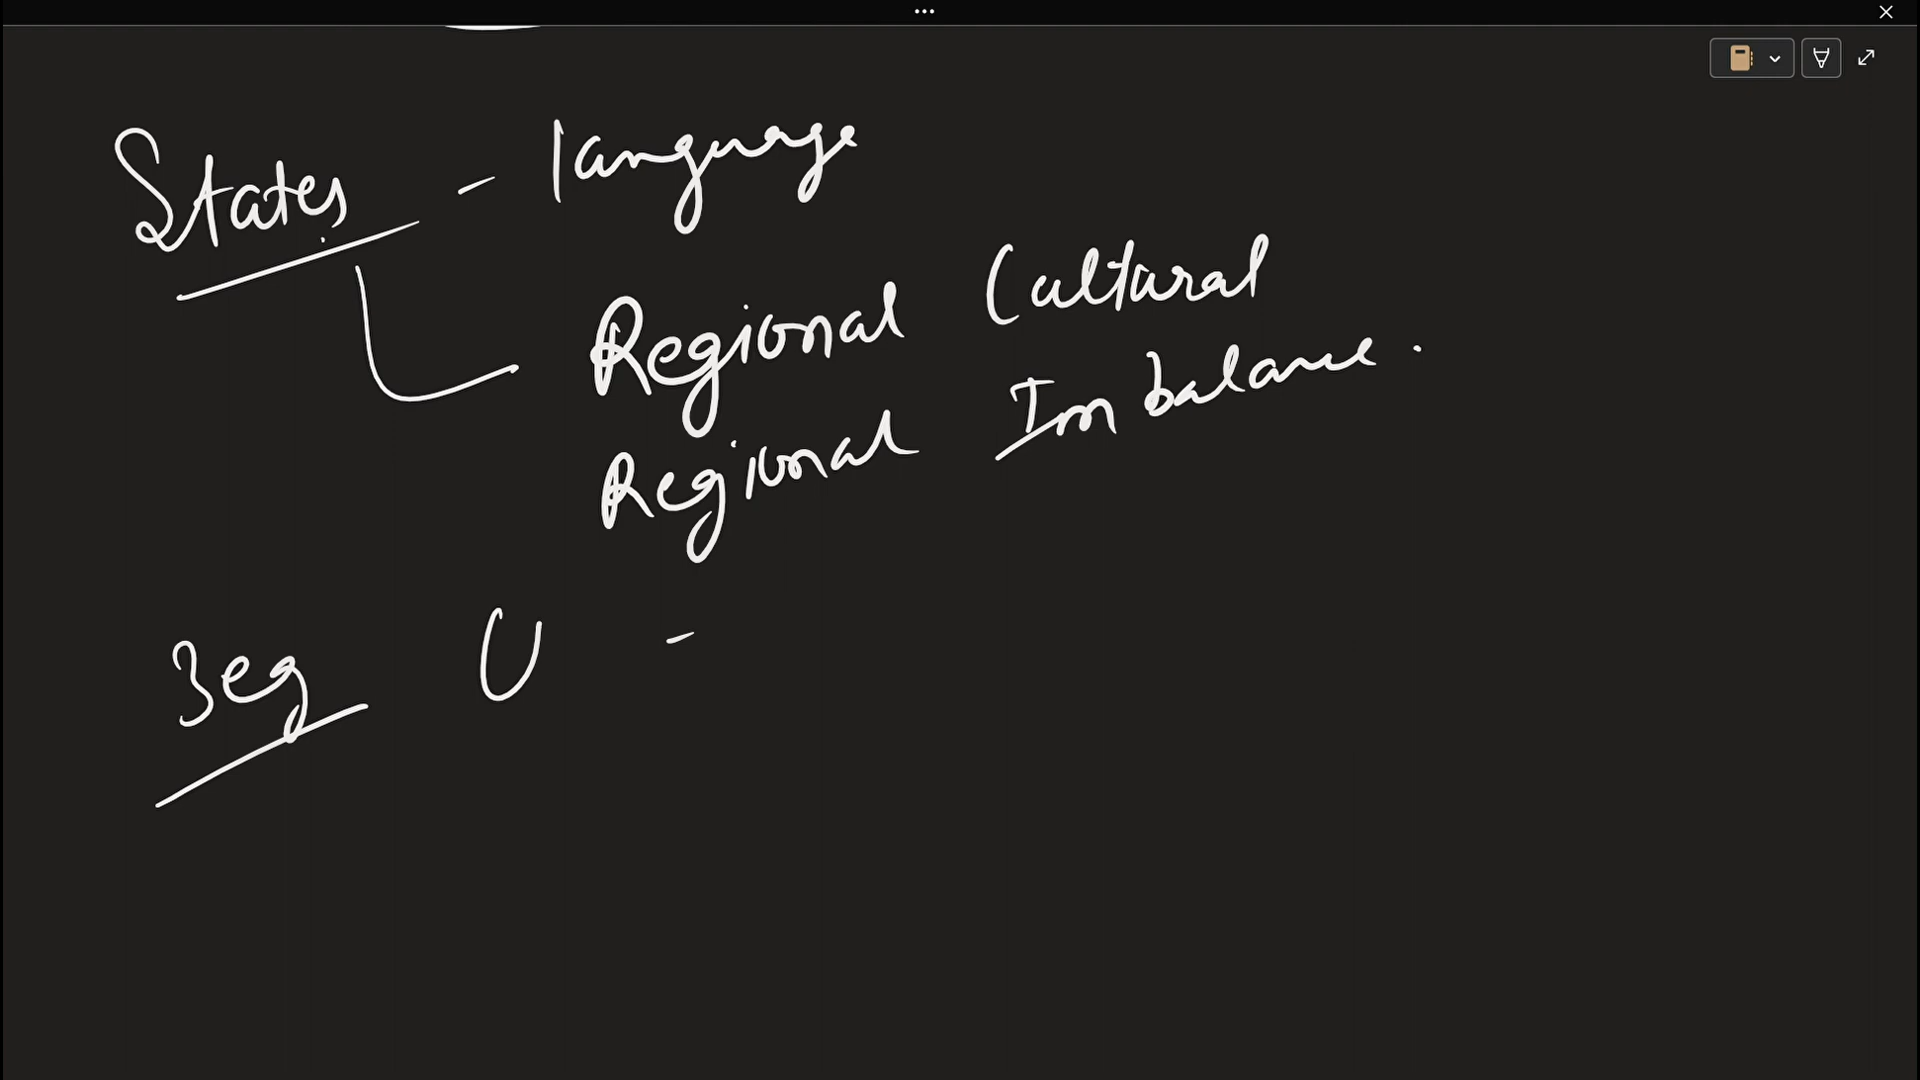 States - language
Regional Cultural
Regional Imbalance.
3eg U -